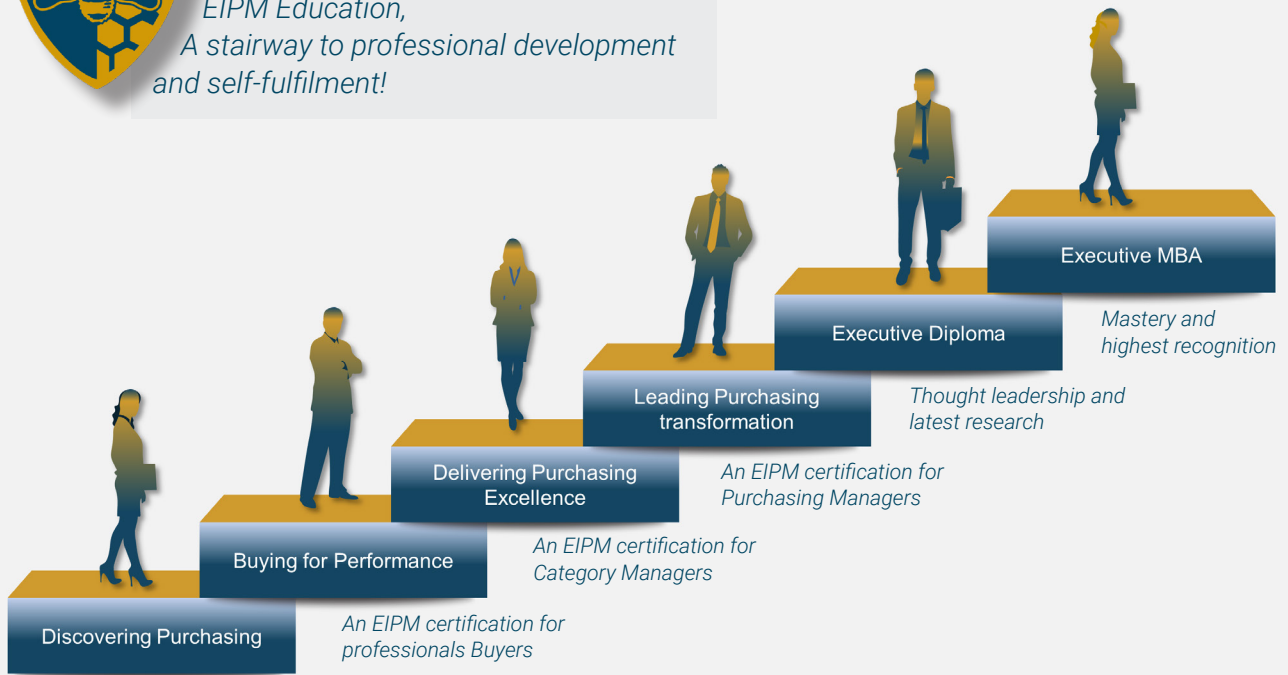 EIPM Education,
A stairway to professional development
and self-fulfilment!
Executive MBA
Mastery and
highest recognition
Executive Diploma
Thought leadership and
latest research
Leading Purchasing
transformation
An EIPM certification for
Purchasing Managers
Delivering Purchasing
Excellence
An EIPM certification for
Category Managers
Buying for Performance
An EIPM certification for
professionals Buyers
Discovering Purchasing